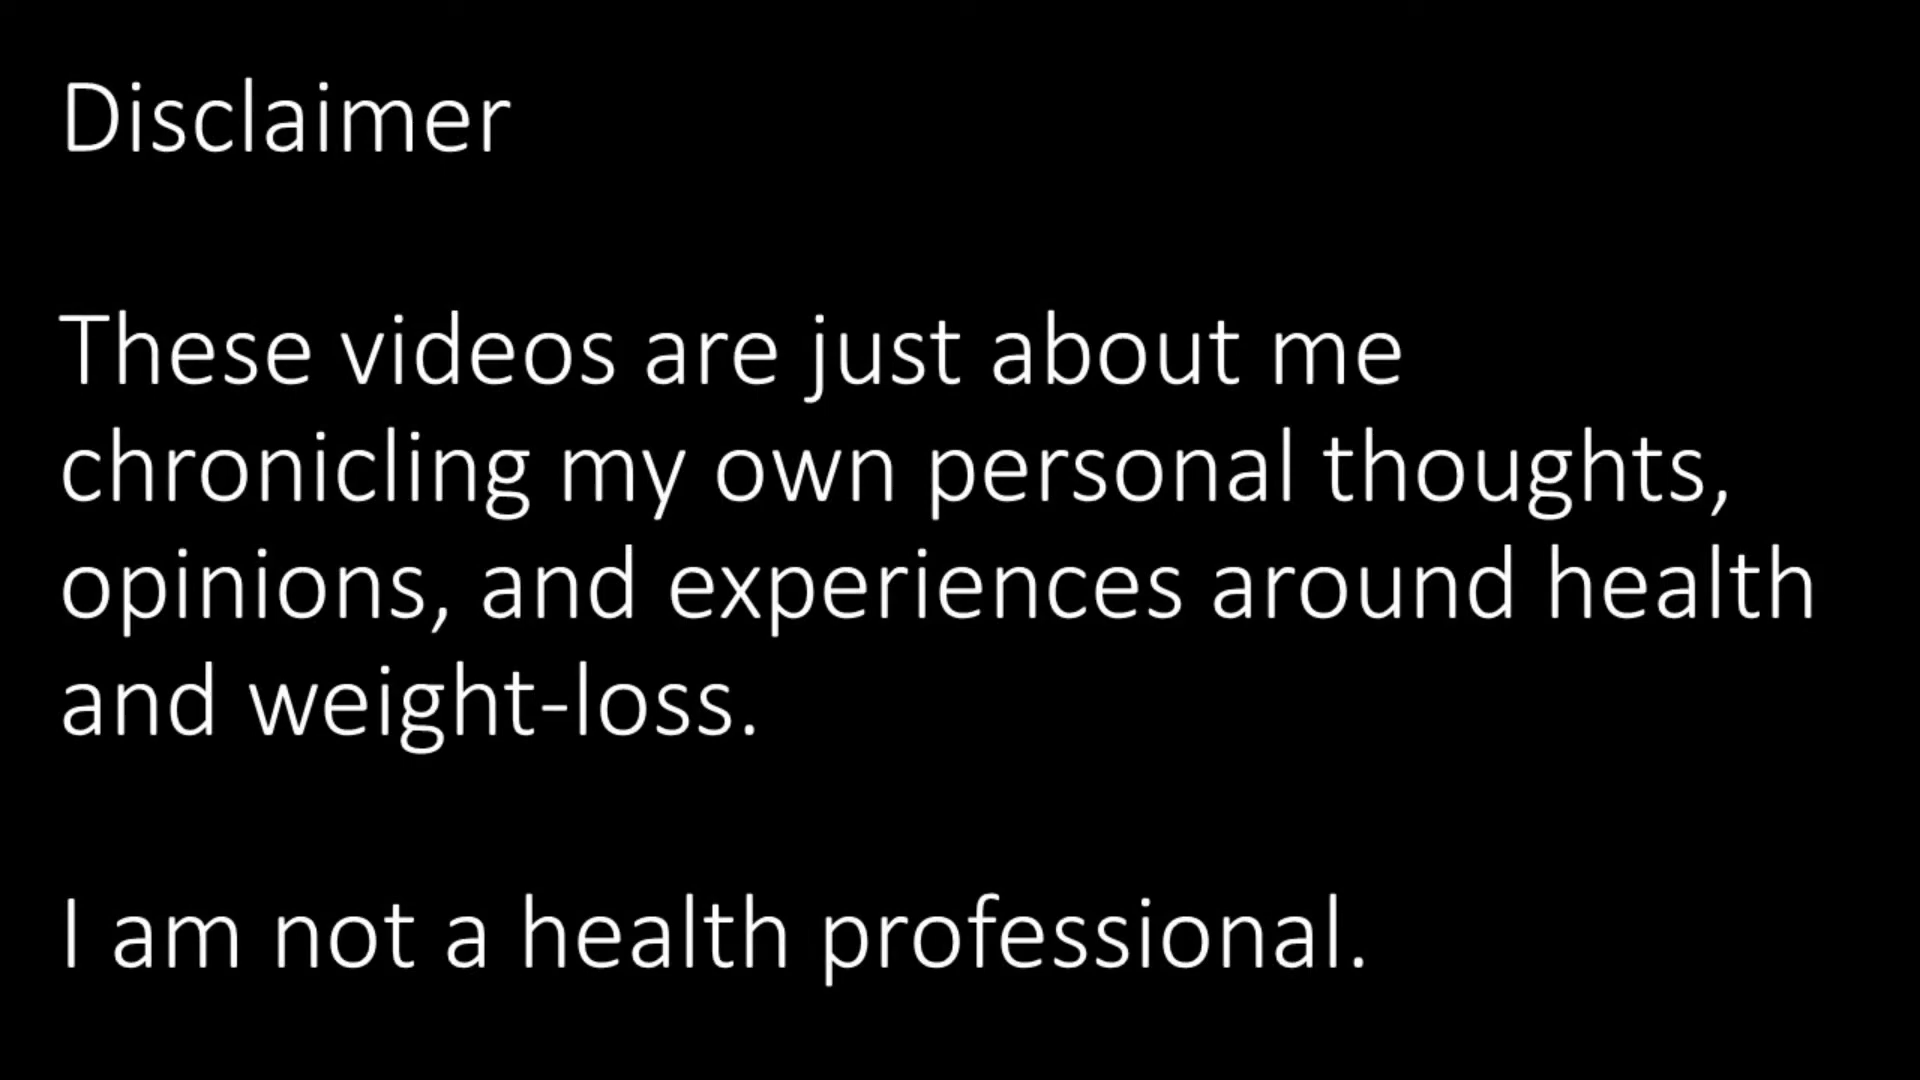 Disclaimer
These videos are just about me
chronicling my own personal thoughts,
opinions, and experiences around health
and weight-loss.
I am not a health professional.